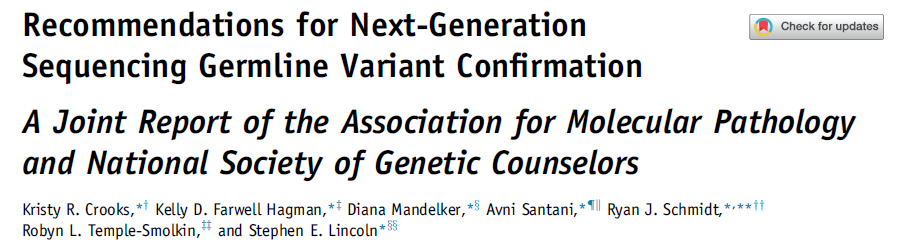 Recommendations for Next-Generation
Check for updates
Sequencing Germline Variant Confirmation
A Joint Report of the Association for Molecular Pathology
and National Society of Genetic Counselors
Kristy R. Crooks,*† Kelly D. Farwell Hagman,*‡ Diana Mandelker,*§ Avni Santani,*¶‖ Ryan J. Schmidt,*,**††
Robyn L. Temple-Smolkin,‡‡ and Stephen E. Lincoln*§§